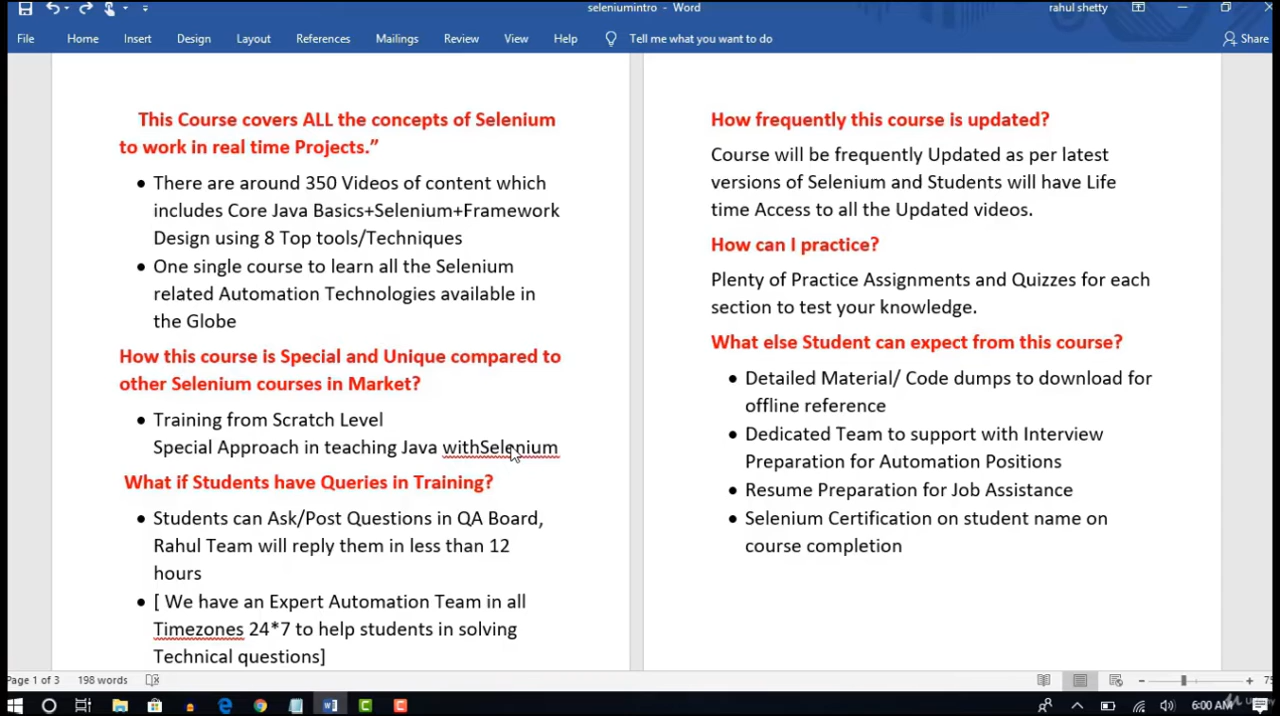 seleniumintro - Word
rahul shetty
File Home Insert Design Layout References Mailings Review View Help Tell me what you want to do Share
This Course covers ALL the concepts of Selenium
to work in real time Projects.”
• There are around 350 Videos of content which
includes Core Java Basics+Selenium+Framework
Design using 8 Top tools/Techniques
• One single course to learn all the Selenium
related Automation Technologies available in
the Globe
How this course is Special and Unique compared to
other Selenium courses in Market?
• Training from Scratch Level
Special Approach in teaching Java withSelenium
What if Students have Queries in Training?
• Students can Ask/Post Questions in QA Board,
Rahul Team will reply them in less than 12
hours
• [ We have an Expert Automation Team in all
Timezones 24*7 to help students in solving
Technical questions]
How frequently this course is updated?
Course will be frequently Updated as per latest
versions of Selenium and Students will have Life
time Access to all the Updated videos.
How can I practice?
Plenty of Practice Assignments and Quizzes for each
section to test your knowledge.
What else Student can expect from this course?
• Detailed Material/ Code dumps to download for
offline reference
• Dedicated Team to support with Interview
Preparation for Automation Positions
• Resume Preparation for Job Assistance
• Selenium Certification on student name on
course completion
Page 1 of 3 198 words
6:00 AM